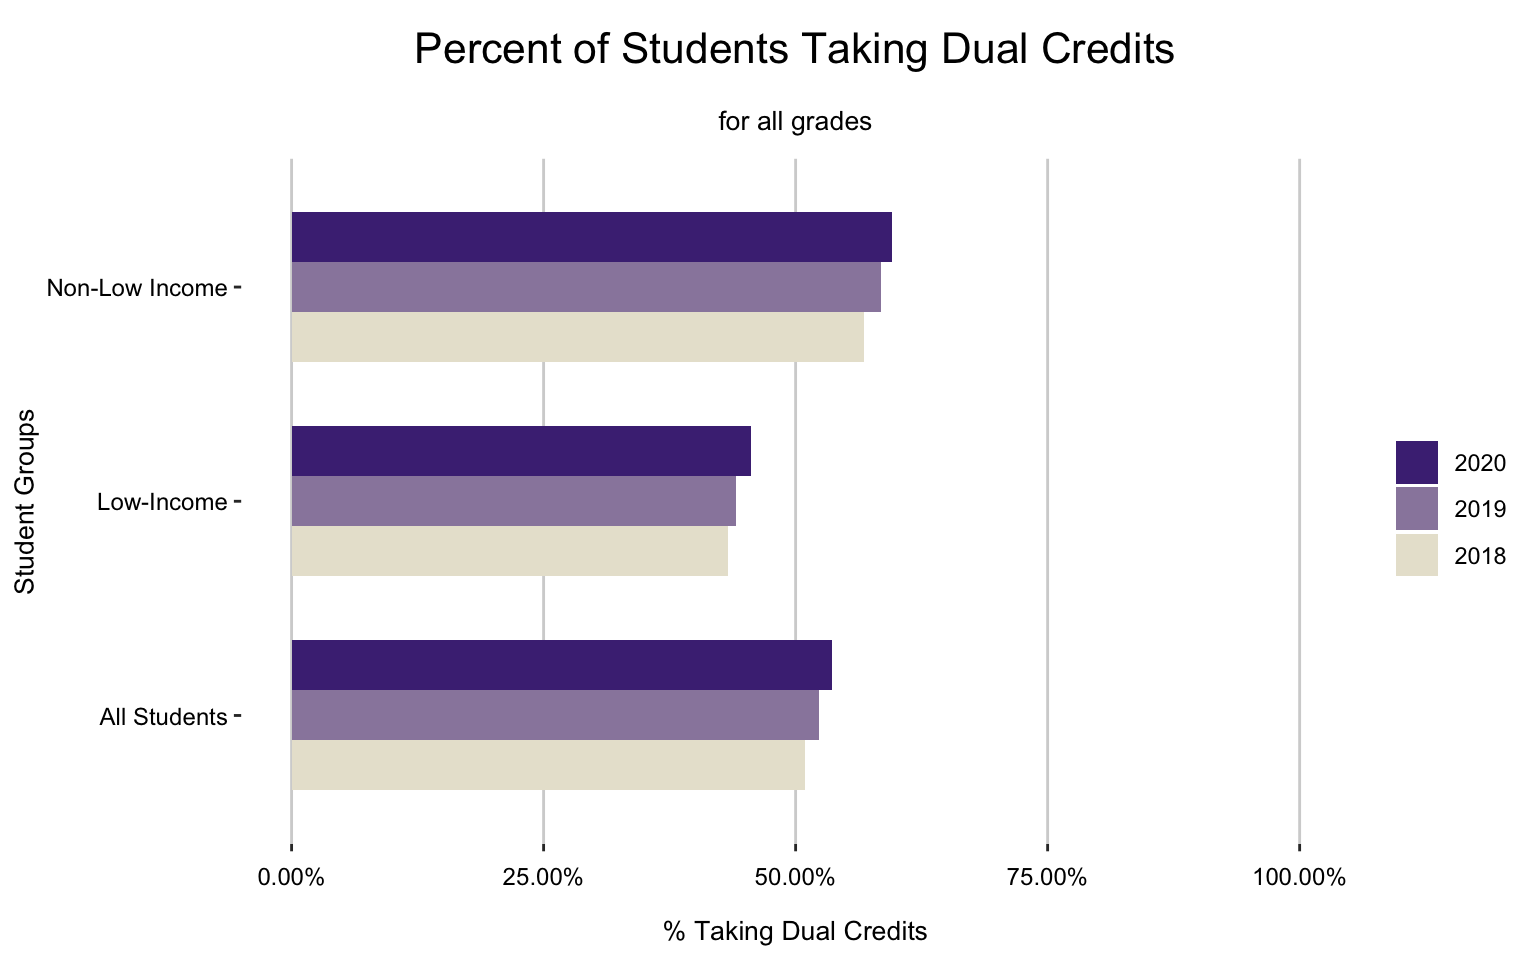 Percent of Students Taking Dual Credits
for all grades
Student Groups
Non-Low Income
Low-Income
All Students
0.00% 25.00% 50.00% 75.00% 100.00%
% Taking Dual Credits
2020
2019
2018